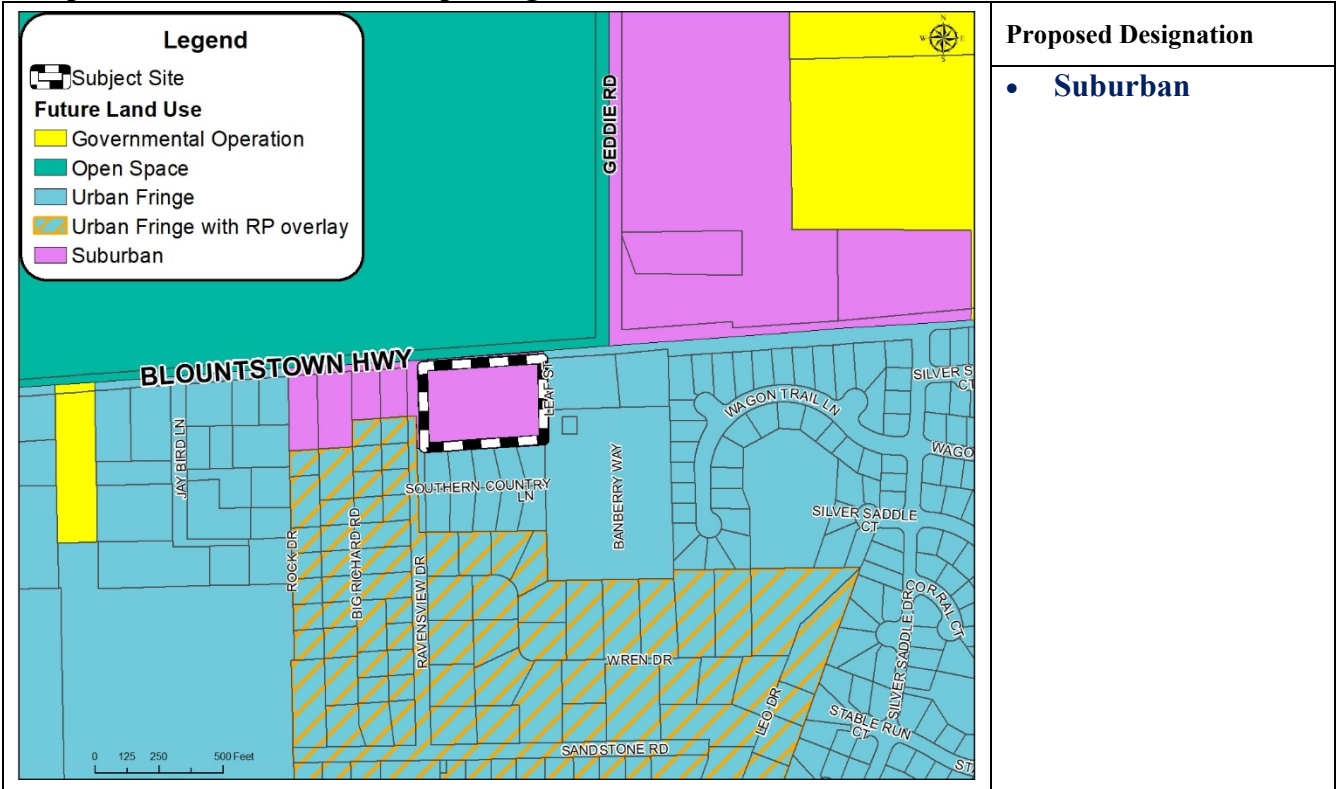 Legend
Subject Site
Future Land Use
Governmental Operation
Open Space
Urban Fringe
Urban Fringe with RP overlay
Suburban
N
W E
S
GEDDIE RD
Proposed Designation
• Suburban
BLOUNTSTOWN HWY
LEAF ST
SILVER S
CT
WAGON TRAIL LN
WAGO
JAY BIRD LN
SOUTHERN COUNTRY
LN
BANBERRY WAY
SILVER SADDLE
CT
ROCK DR
BIG RICHARD RD
RAVENSVIEW DR
CORRAL CT
SILVER SADDLE DR
WREN DR
LEO DR
STABLE RUN
CT
SANDSTONE RD
STA
0 125 250 500 Feet